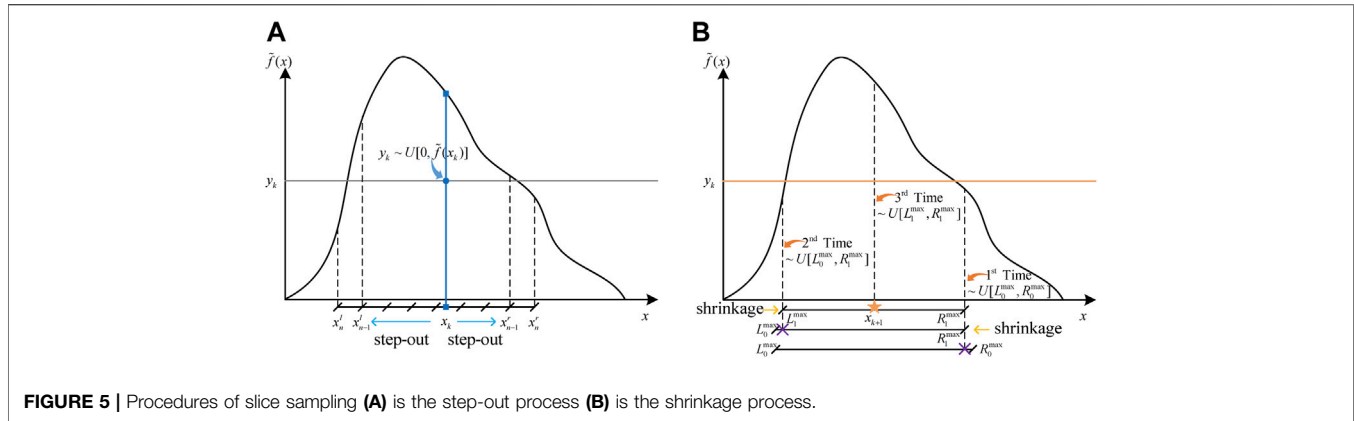 A
f̃(x)
y_k ~ U[0, f̃(x_k)]
y_k
x_n^l x_{n-1}^l x_k x_{n-1}^r x_n^r x
step-out step-out
B
f̃(x)
y_k
3rd Time
~U[L_1^max, R_1^max]
2nd Time
~U[L_0^max, R_1^max]
1st Time
~U[L_0^max, R_0^max]
shrinkage L_1^max x_{k+1} R_1^max x
L_0^max R_1^max shrinkage
L_0^max R_0^max
FIGURE 5 | Procedures of slice sampling (A) is the step-out process (B) is the shrinkage process.